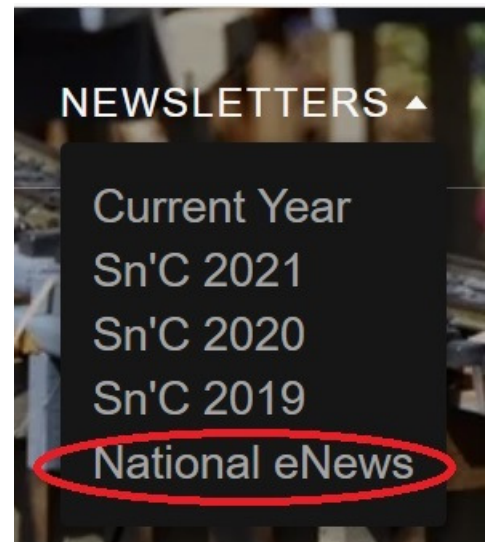 NEWSLETTERS
Current Year
Sn'C 2021
Sn'C 2020
Sn'C 2019
National eNews